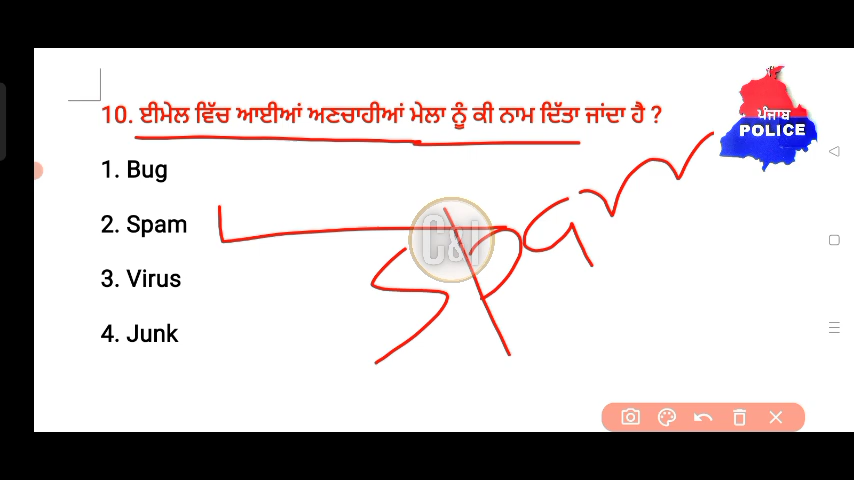 10. ਈਮੇਲ ਵਿੱਚ ਆਈਆਂ ਅਣਚਾਹੀਆਂ ਮੇਲਾ ਨੂੰ ਕੀ ਨਾਮ ਦਿੱਤਾ ਜਾਂਦਾ ਹੈ ?
ਪੰਜਾਬ
POLICE
1. Bug
2. Spam
3. Virus
4. Junk
Spam
C&I